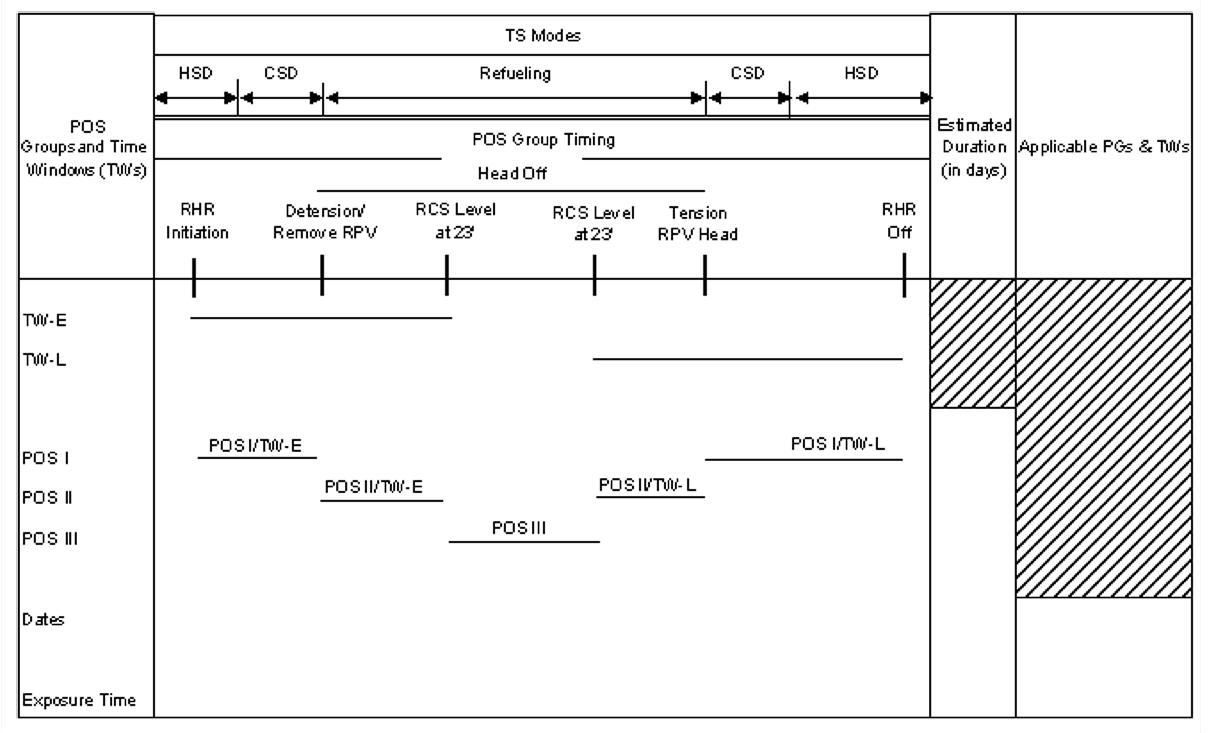 TS Modes
HSD CSD Refueling CSD HSD
POS
Groups and Time
Windows (TW's)
POS Group Timing
Estimated
Duration
(in days)
Applicable PGs & TWs
Head Off
RHR
Initiation
Detension/
Remove RPV
RCS Level
at 23'
RCS Level
at 23'
Tension
RPV Head
RHR
Off
TW-E
TW-L
POS I
POS I/TW-E
POS I/TW-L
POS II
POS II/TW-E
POS II/TW-L
POS III
POS III
Dates
Exposure Time